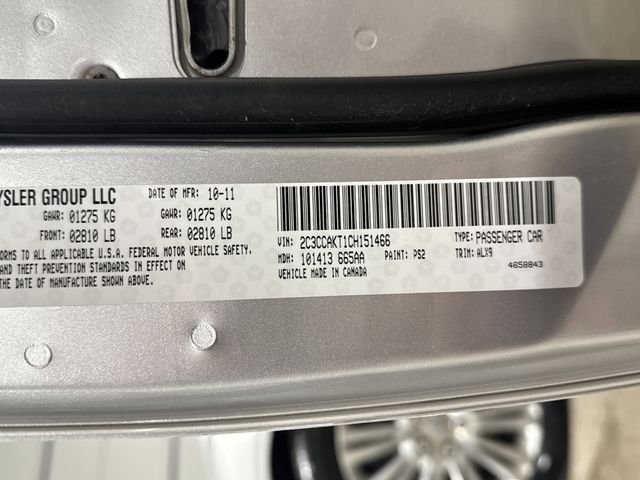 YSLER GROUP LLC DATE OF MFR: 10-11
GAWR: 01275 KG GAWR: 01275 KG
FRONT: 02810 LB REAR: 02810 LB
FORMS TO ALL APPLICABLE U.S.A. FEDERAL MOTOR VEHICLE SAFETY,
AND THEFT PREVENTION STANDARDS IN EFFECT
THE DATE OF MANUFACTURE SHOWN ABOVE.
VIN: 2C3CCAKT1CH151466 TYPE: PASSENGER CAR
MDH: 101413 665AA PAINT: PS2 TRIM: ALX9
VEHICLE MADE IN CANADA 4658843